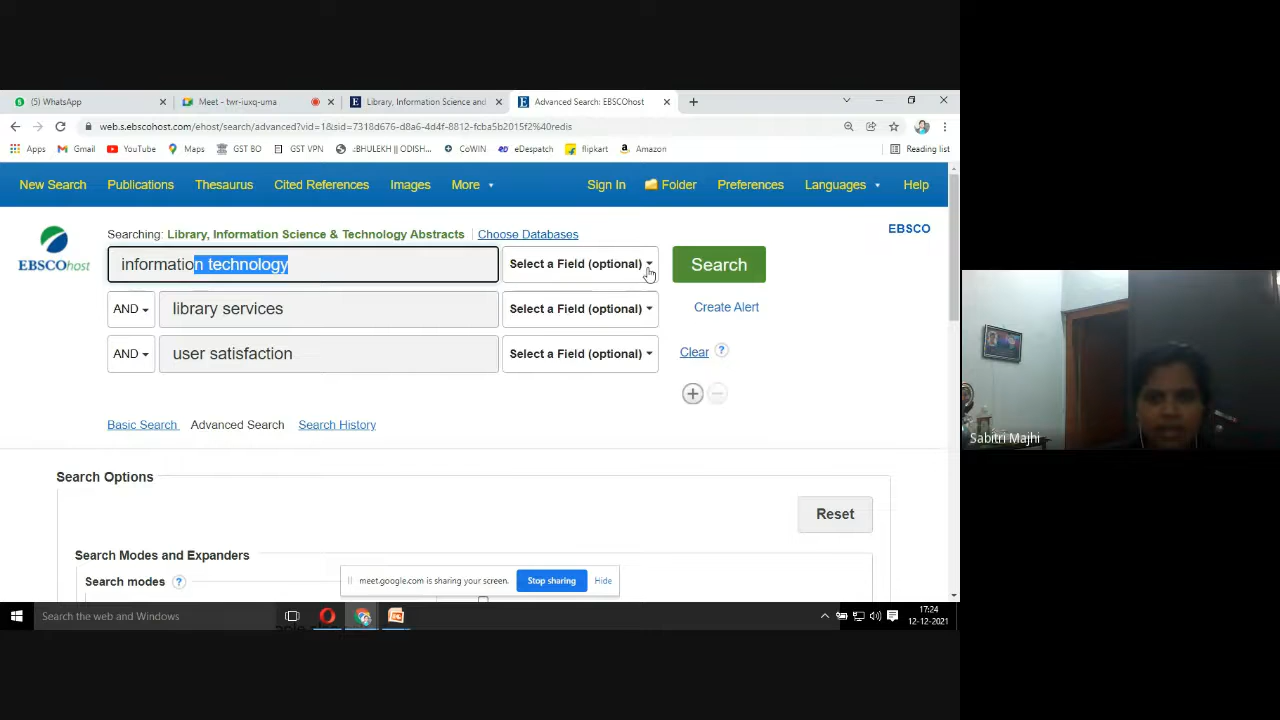 (5) WhatsApp
Meet - twr-iuxq-uma
Library, Information Science and
Advanced Search: EBSCOhost
web.s.ebscohost.com/ehost/search/advanced?vid=1&sid=7318d676-d8a6-4d4f-8812-fcba5b2015f2%40redis
Apps Gmail YouTube Maps GST BO GST VPN .:BHULEKH || ODISH... CoWIN eDespatch flipkart Amazon Reading list
New Search Publications Thesaurus Cited References Images More Sign In Folder Preferences Languages Help
Searching: Library, Information Science & Technology Abstracts Choose Databases
EBSCO
EBSCOhost
information technology Select a Field (optional) Search
AND library services Select a Field (optional) Create Alert
AND user satisfaction Select a Field (optional) Clear ?
Basic Search Advanced Search Search History
Search Options
Reset
Search Modes and Expanders
Search modes ?
meet.google.com is sharing your screen. Stop sharing Hide
Search the web and Windows
17:24
12-12-2021
Sabitri Majhi